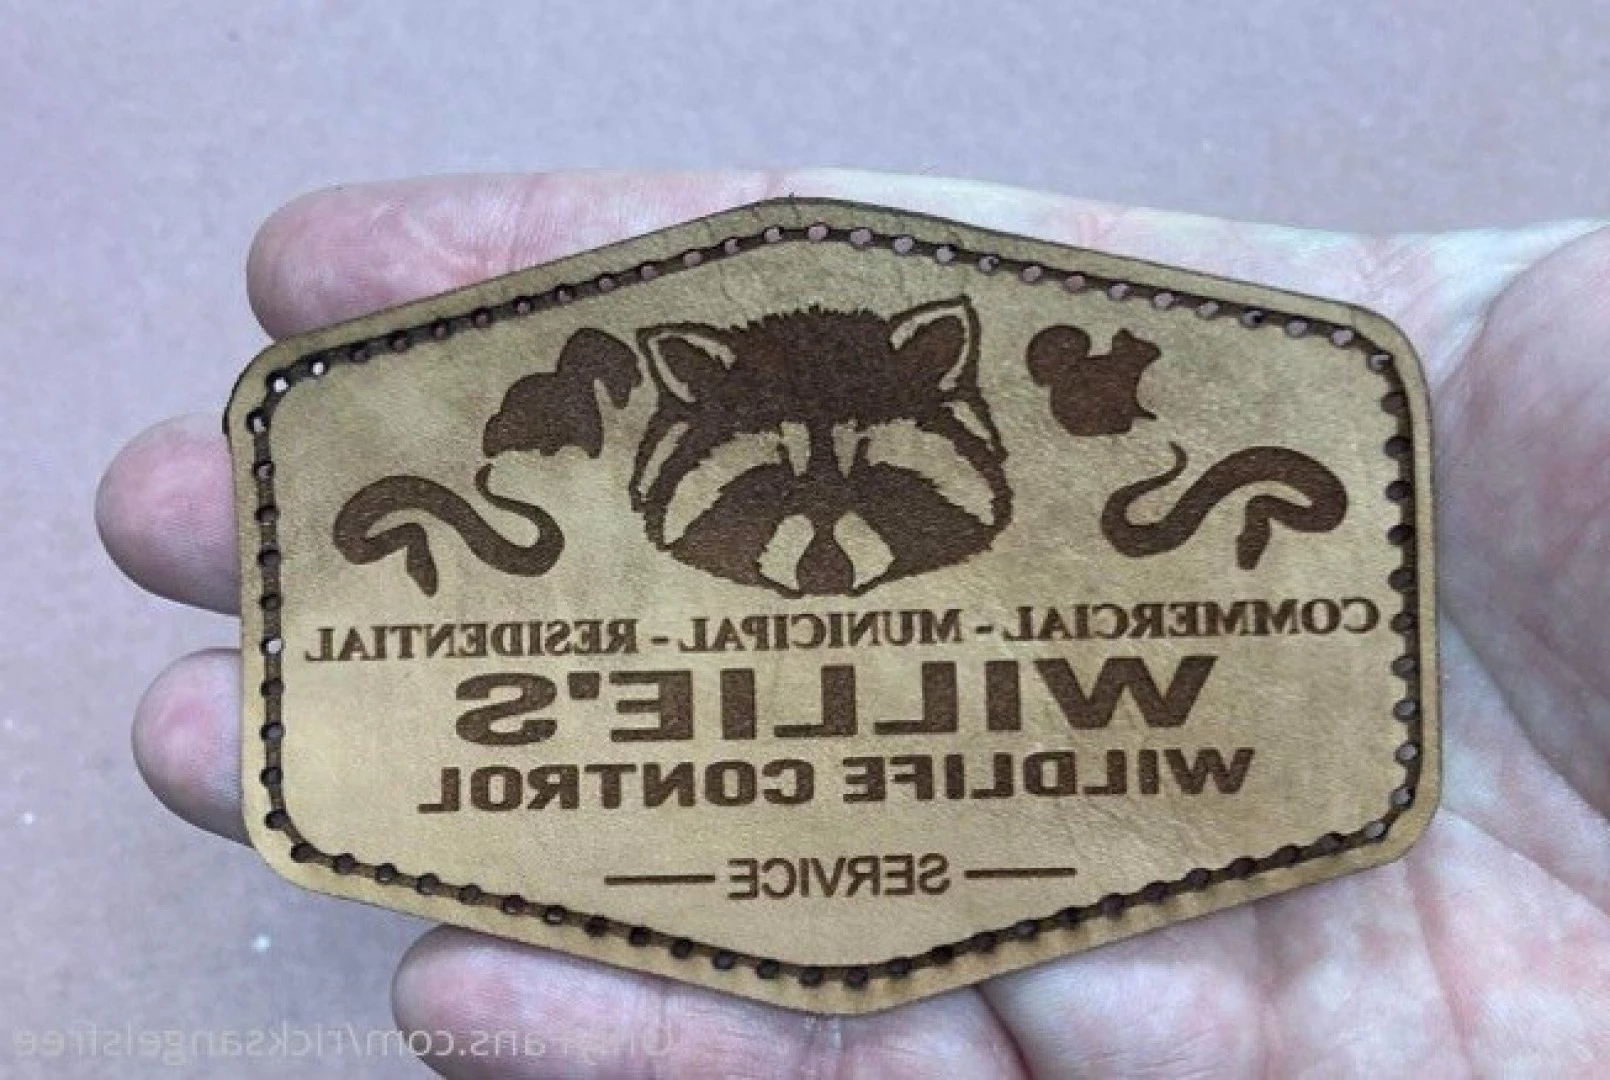 COMMERCIAL - MUNICIPAL - RESIDENTIAL
WILLIE'S
WILDLIFE CONTROL
SERVICE
Onlyfans.com/ricksangelsfree